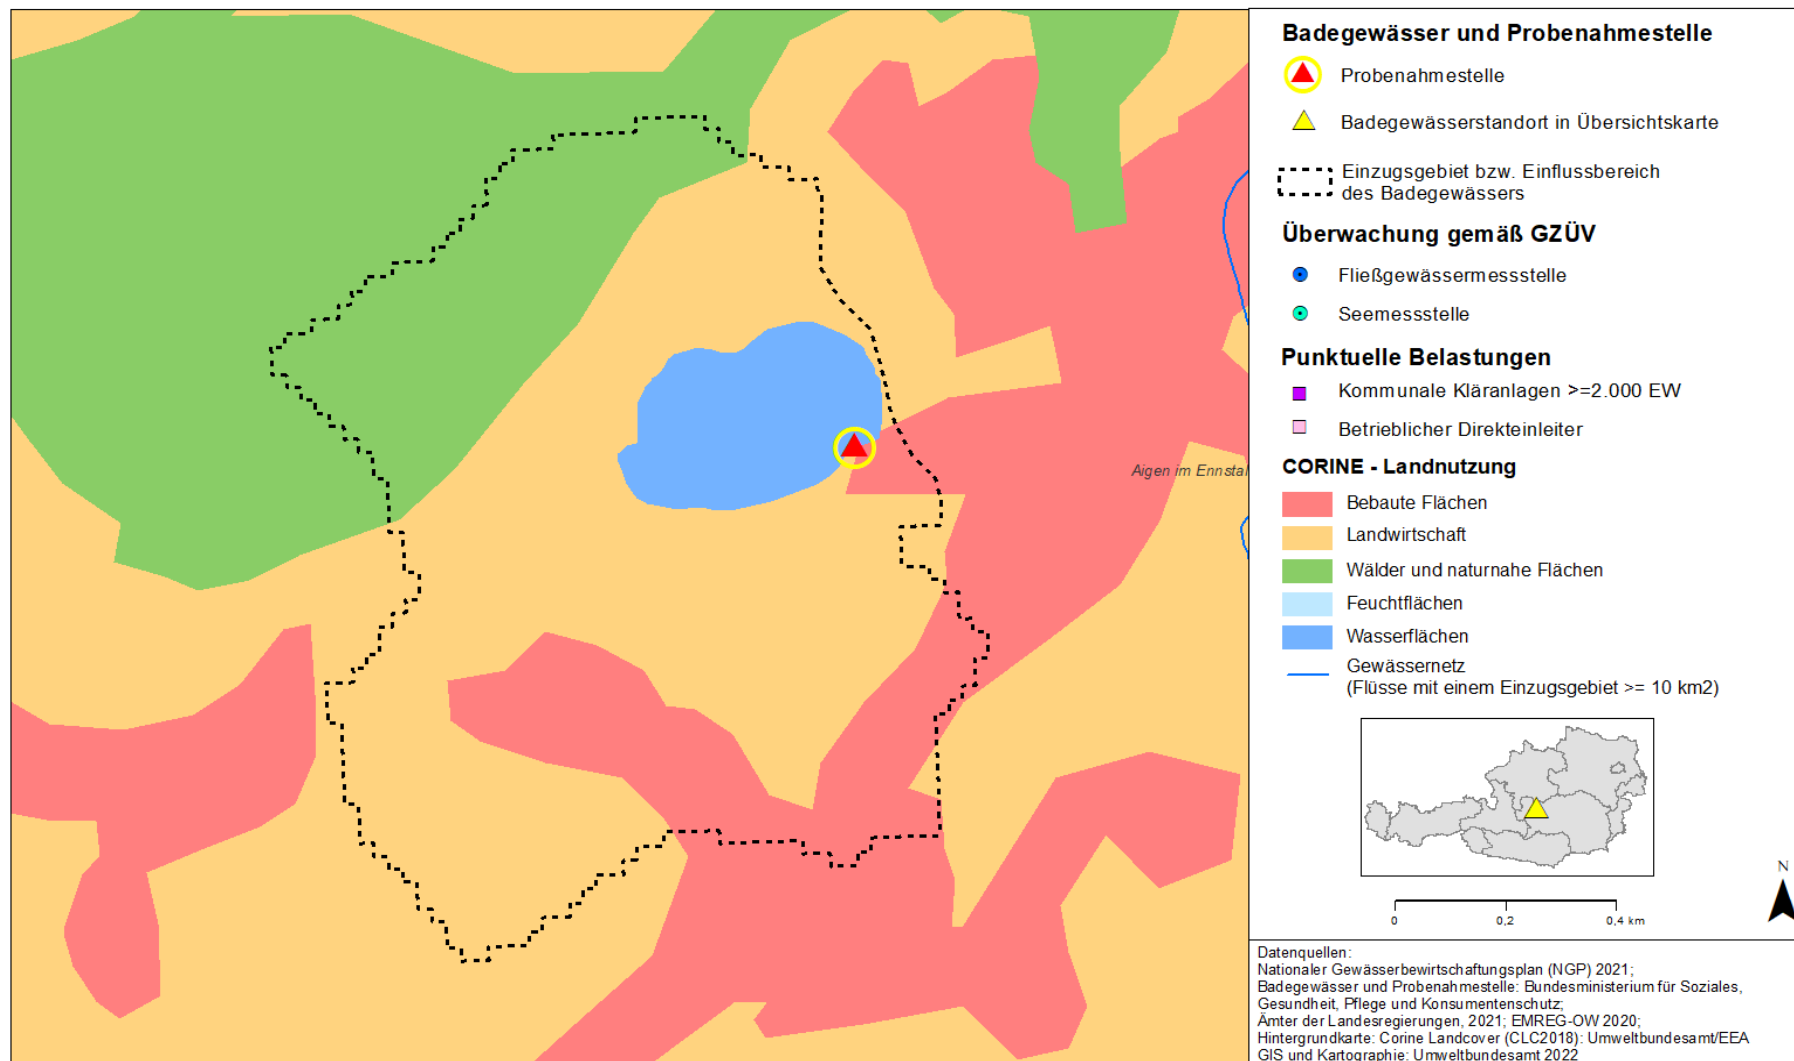 Badegewässer und Probenahmestelle
Probenahmestelle
Badegewässerstandort in Übersichtskarte
Einzugsgebiet bzw. Einflussbereich
des Badegewässers
Überwachung gemäß GZÜV
Fließgewässermessstelle
Seemessstelle
Punktuelle Belastungen
Kommunale Kläranlagen >=2.000 EW
Betrieblicher Direkteinleiter
CORINE - Landnutzung
Bebaute Flächen
Landwirtschaft
Wälder und naturnahe Flächen
Feuchtflächen
Wasserflächen
Gewässernetz
(Flüsse mit einem Einzugsgebiet >= 10 km2)
Aigen im Ennstal
N
0 0,2 0,4 km
Datenquellen:
Nationaler Gewässerbewirtschaftungsplan (NGP) 2021;
Badegewässer und Probenahmestelle: Bundesministerium für Soziales,
Gesundheit, Pflege und Konsumentenschutz;
Ämter der Landesregierungen, 2021; EMREG-OW 2020;
Hintergrundkarte: Corine Landcover (CLC2018): Umweltbundesamt/EEA
GIS und Kartographie: Umweltbundesamt 2022